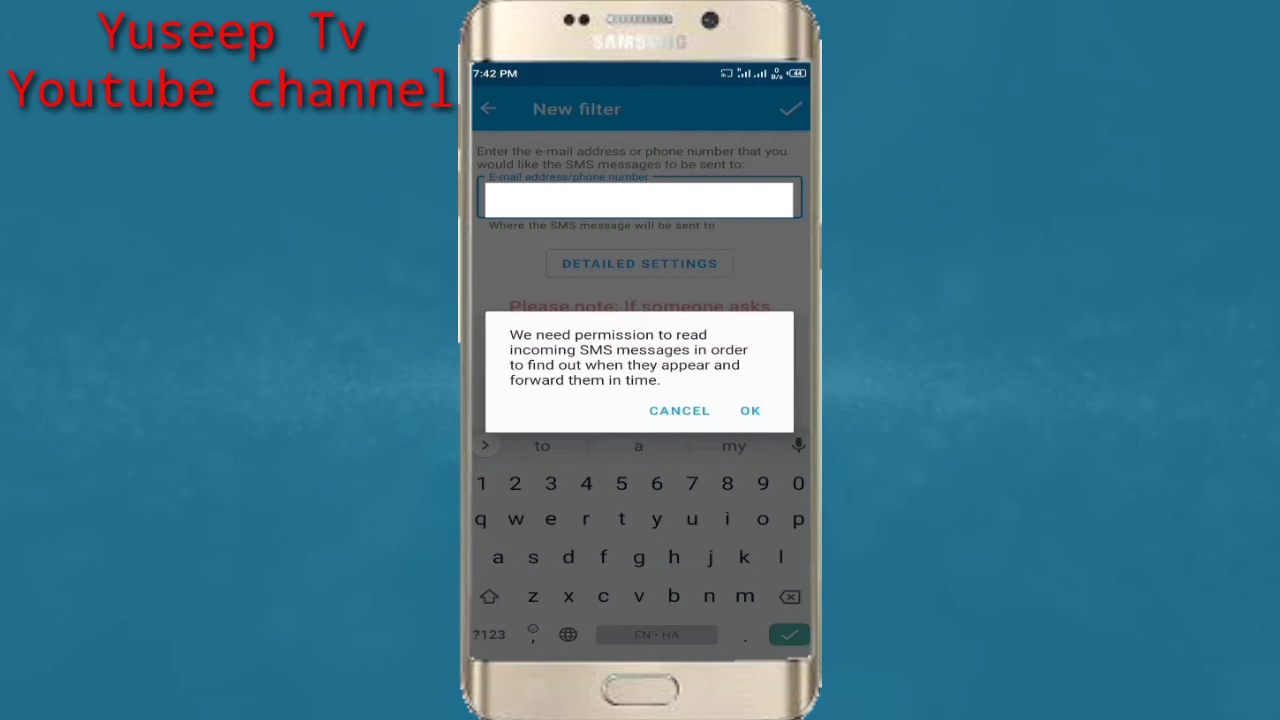 Yuseep Tv
Youtube channel
SAMSUNG
7:42 PM
New filter
Enter the e-mail address or phone number that you
would like the SMS messages to be sent to:
E-mail address/phone number
Where the SMS message will be sent to
DETAILED SETTINGS
Please note: If someone asks
We need permission to read
incoming SMS messages in order
to find out when they appear and
forward them in time.
CANCEL OK
to a my
1 2 3 4 5 6 7 8 9 0
q w e r t y u i o p
a s d f g h j k l
z x c v b n m
?123 , EN • HA .